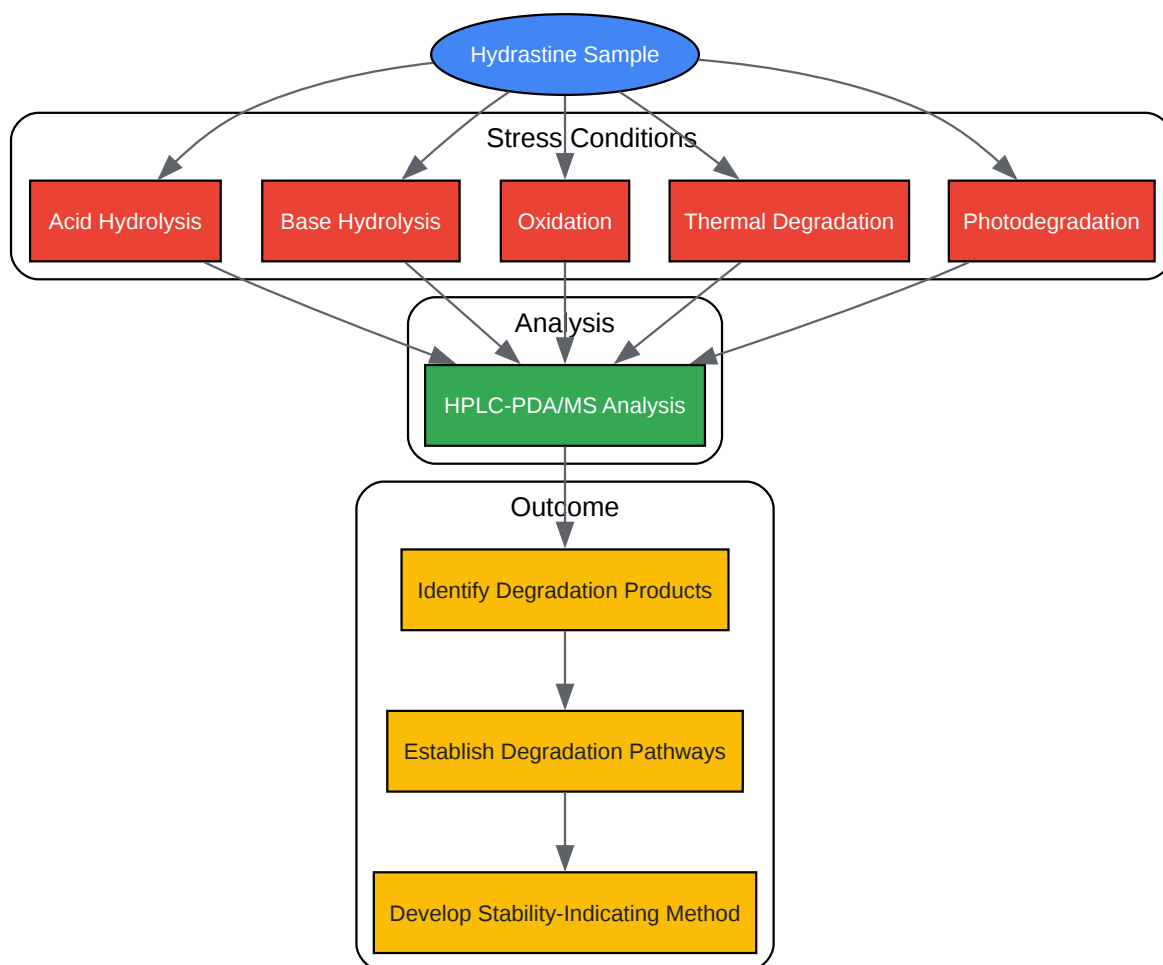 Hydrastine Sample
Stress Conditions
Acid Hydrolysis
Base Hydrolysis
Oxidation
Thermal Degradation
Photodegradation
Analysis
HPLC-PDA/MS Analysis
Outcome
Identify Degradation Products
Establish Degradation Pathways
Develop Stability-Indicating Method